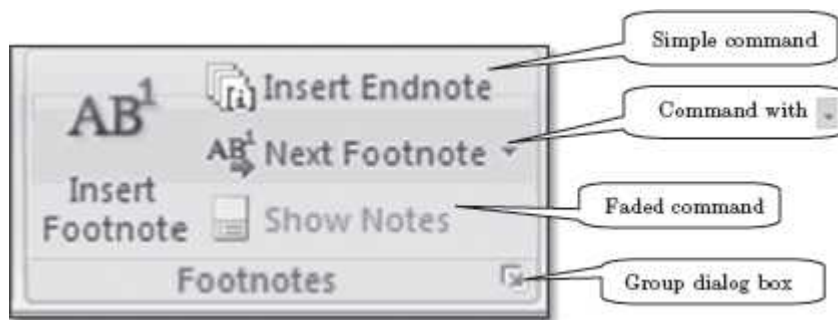 Simple command
AB1
Insert Endnote
Command with
AB1
Next Footnote
Insert
Footnote
Show Notes
Faded command
Footnotes
Group dialog box